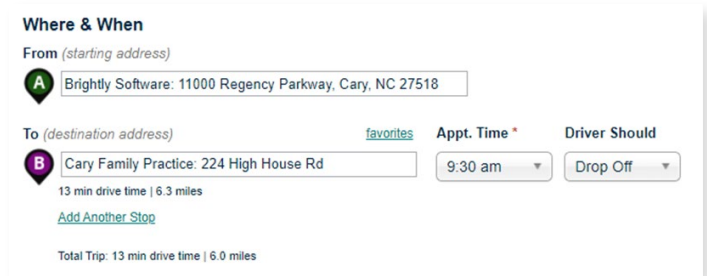 Where & When
From (starting address)
A
Brightly Software: 11000 Regency Parkway, Cary, NC 27518
To (destination address) favorites Appt. Time * Driver Should
B
Cary Family Practice: 224 High House Rd 9:30 am Drop Off
13 min drive time | 6.3 miles
Add Another Stop
Total Trip: 13 min drive time | 6.0 miles